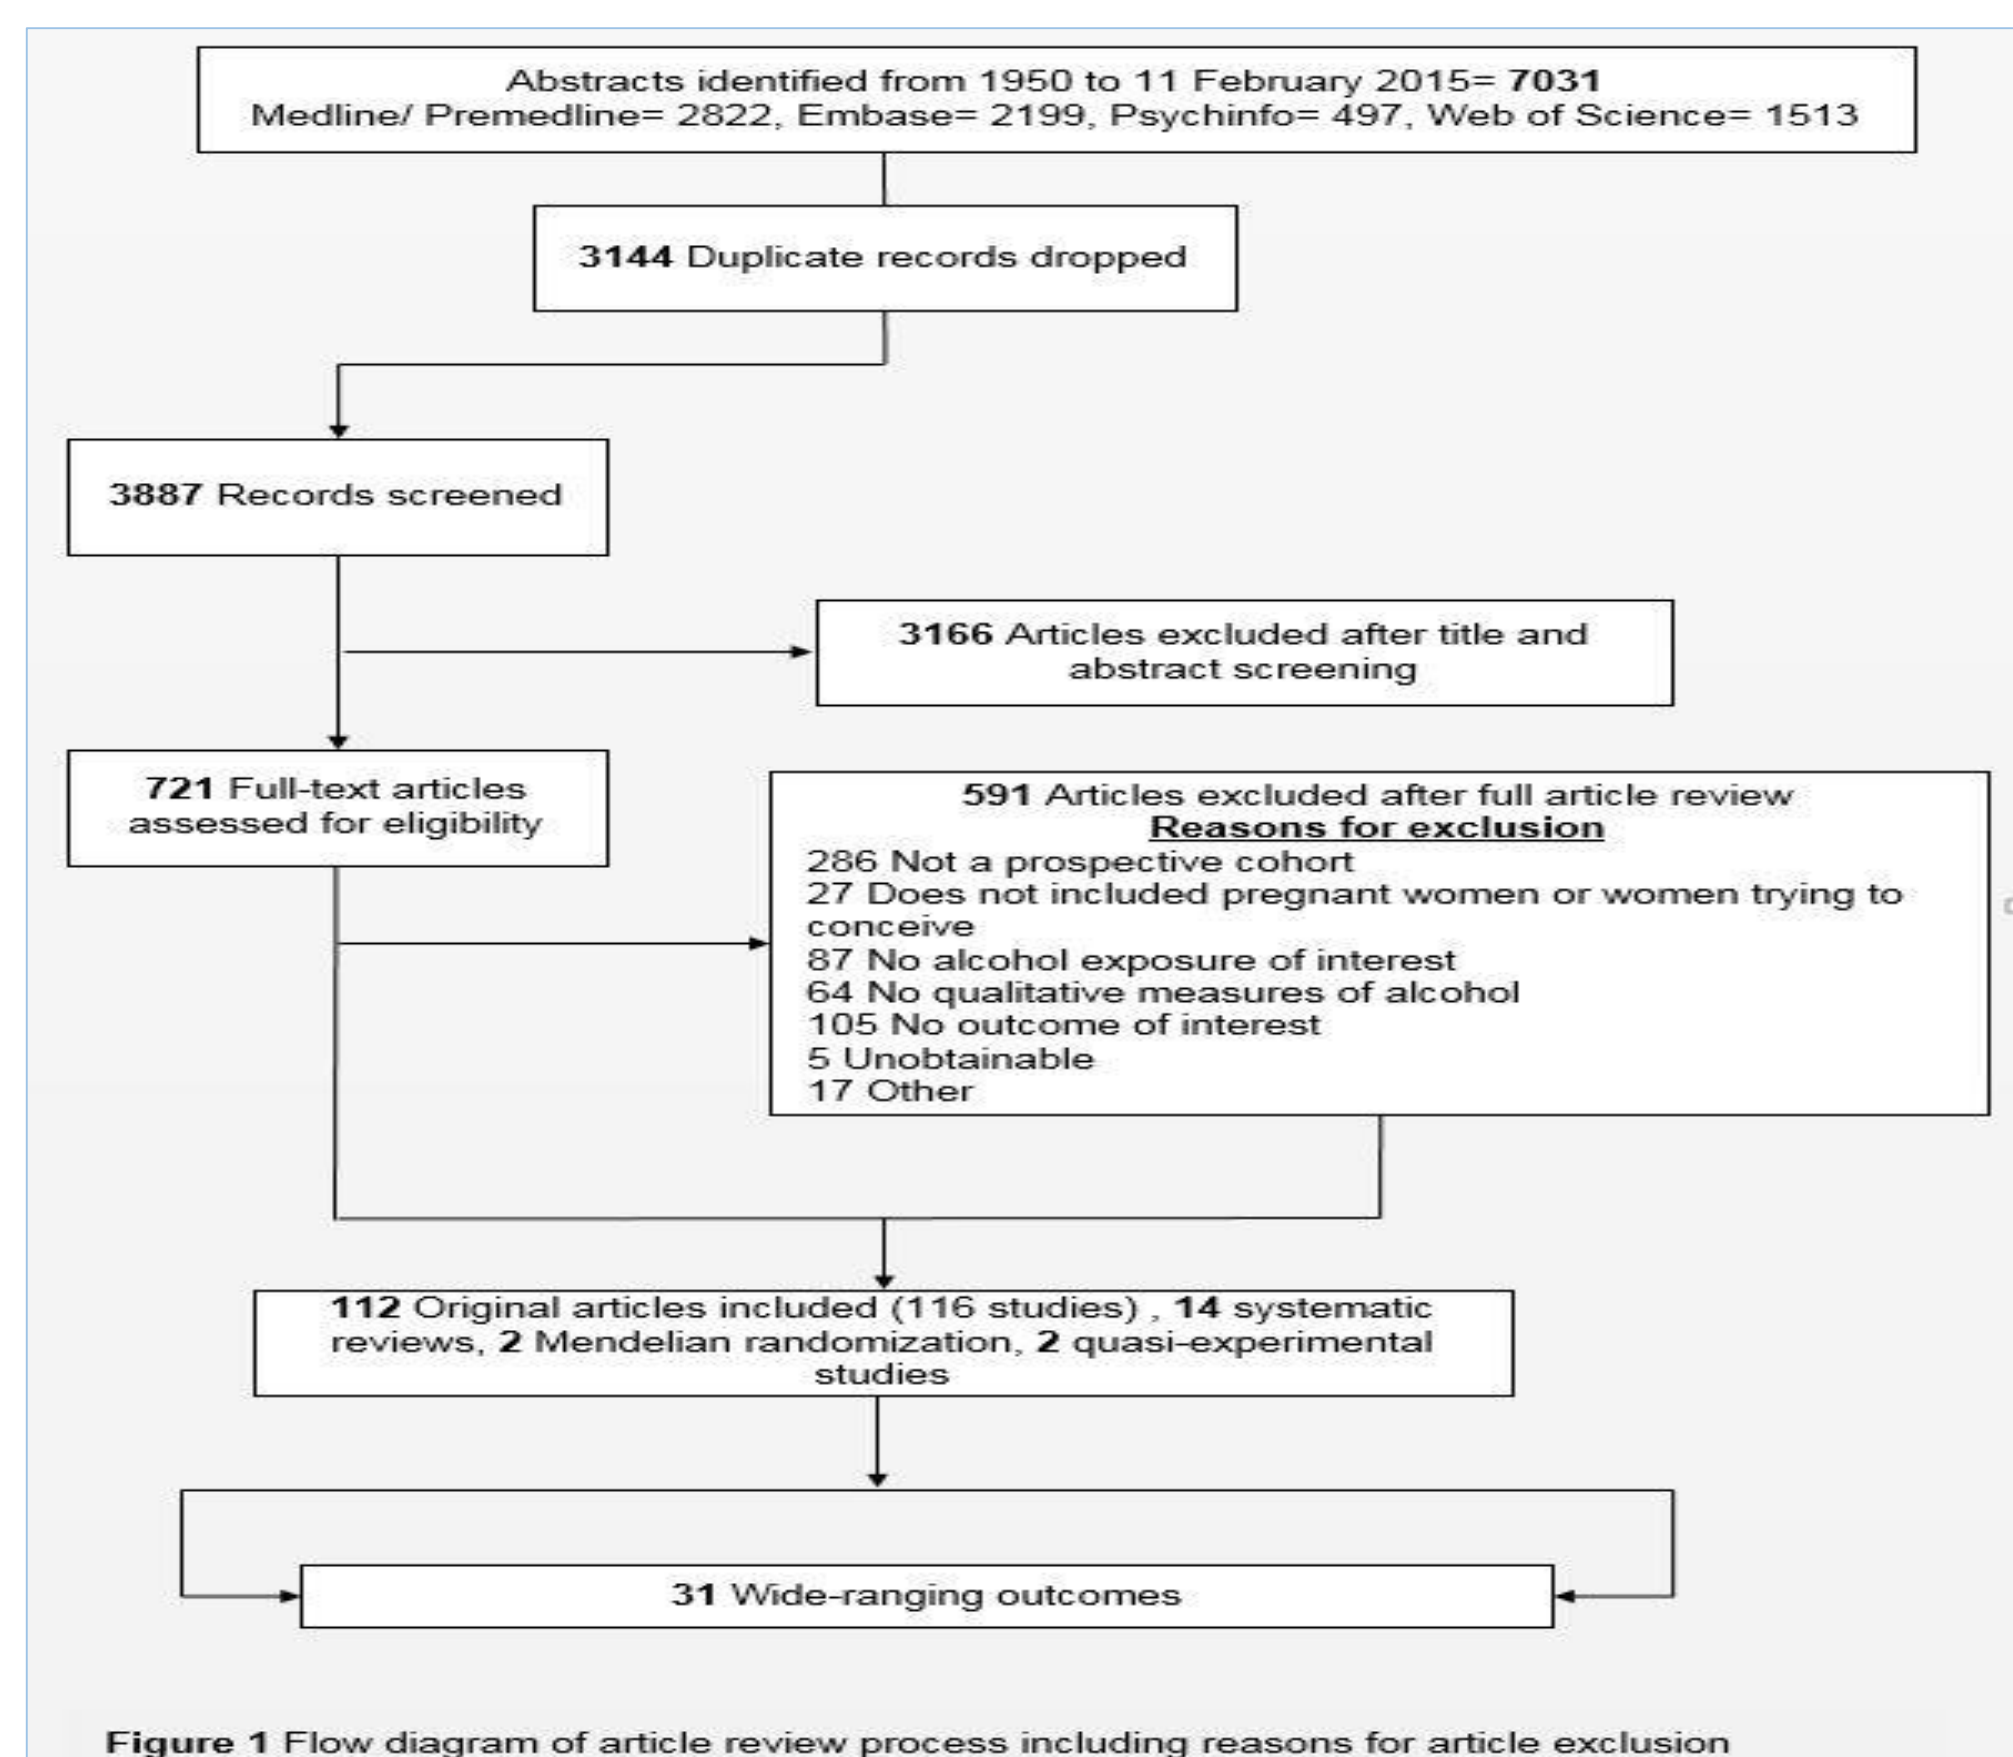 Abstracts identified from 1950 to 11 February 2015= 7031
Medline/ Premedline= 2822, Embase= 2199, Psychinfo= 497, Web of Science= 1513
3144 Duplicate records dropped
3887 Records screened
3166 Articles excluded after title and
abstract screening
721 Full-text articles
assessed for eligibility
591 Articles excluded after full article review
Reasons for exclusion
286 Not a prospective cohort
27 Does not included pregnant women or women trying to
conceive
87 No alcohol exposure of interest
64 No qualitative measures of alcohol
105 No outcome of interest
5 Unobtainable
17 Other
112 Original articles included (116 studies) , 14 systematic
reviews, 2 Mendelian randomization, 2 quasi-experimental
studies
31 Wide-ranging outcomes
Figure 1 Flow diagram of article review process including reasons for article exclusion